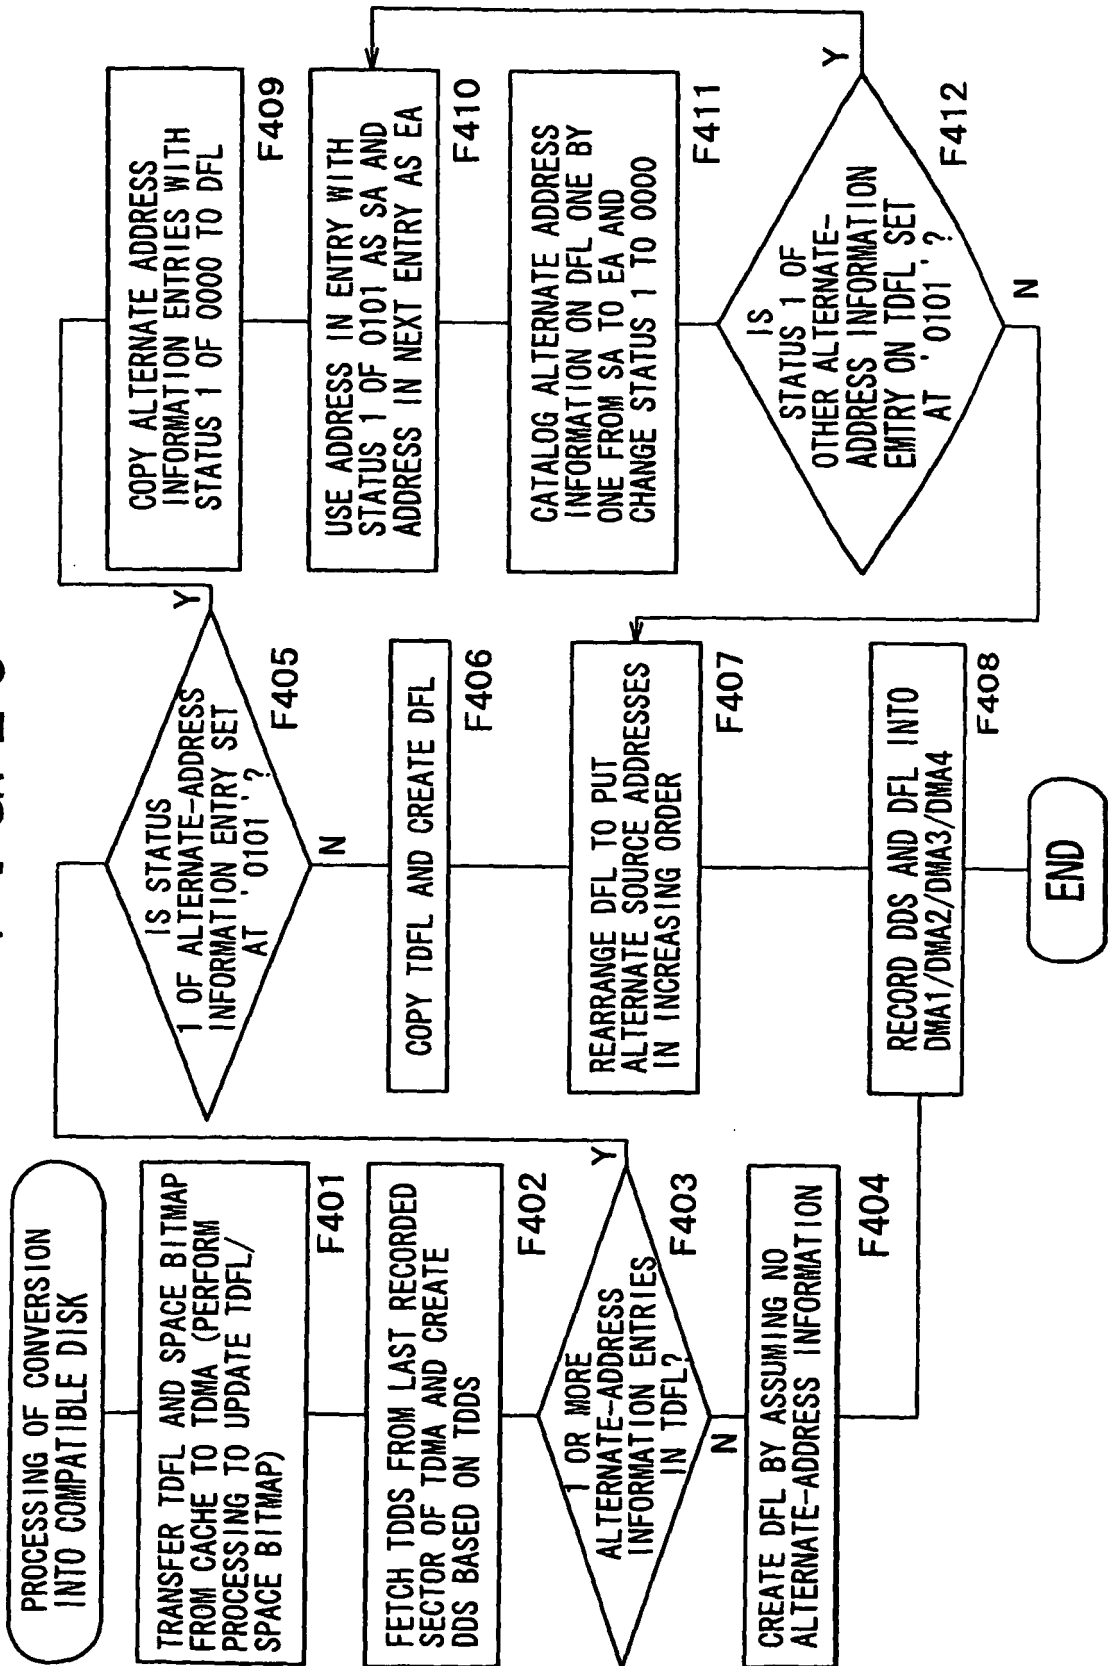 PROCESSING OF CONVERSION
INTO COMPATIBLE DISK
TRANSFER TDFL AND SPACE BITMAP
FROM CACHE TO TDMA (PERFORM
PROCESSING TO UPDATE TDFL/
SPACE BITMAP)
F401
FETCH TDDS FROM LAST RECORDED
SECTOR OF TDMA AND CREATE
DDS BASED ON TDDS
F402
1 OR MORE
ALTERNATE-ADDRESS
INFORMATION ENTRIES
IN TDFL?
Y
F403
N
CREATE DFL BY ASSUMING NO
ALTERNATE-ADDRESS INFORMATION
F404
IS STATUS
1 OF ALTERNATE-ADDRESS
INFORMATION ENTRY SET
AT '0101'?
Y
F405
N
COPY TDFL AND CREATE DFL
F406
REARRANGE DFL TO PUT
ALTERNATE SOURCE ADDRESSES
IN INCREASING ORDER
F407
RECORD DDS AND DFL INTO
DMA1/DMA2/DMA3/DMA4
F408
END
COPY ALTERNATE ADDRESS
INFORMATION ENTRIES WITH
STATUS 1 OF 0000 TO DFL
F409
USE ADDRESS IN ENTRY WITH
STATUS 1 OF 0101 AS SA AND
ADDRESS IN NEXT ENTRY AS EA
F410
CATALOG ALTERNATE ADDRESS
INFORMATION ON DFL ONE BY
ONE FROM SA TO EA AND
CHANGE STATUS 1 TO 0000
F411
IS
STATUS 1 OF
OTHER ALTERNATE-
ADDRESS INFORMATION
EMTRY ON TDFL SET
AT '0101'?
Y
F412
N